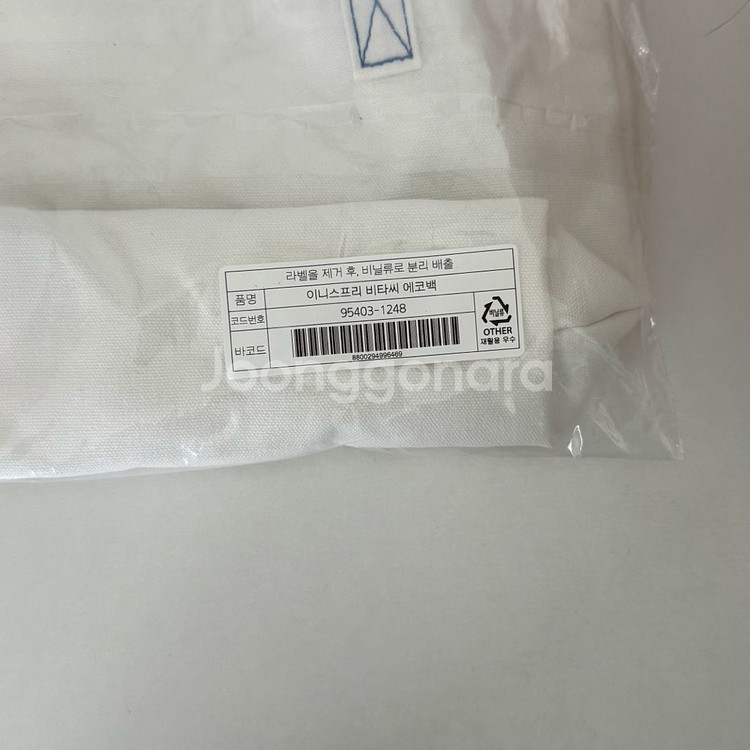 라벨을 제거 후, 비닐류로 분리 배출
품명 이니스프리 비타씨 에코백
코드번호 95403-1248
바코드
8800294996469
비닐류
OTHER
재활용 우수
Joonggonara